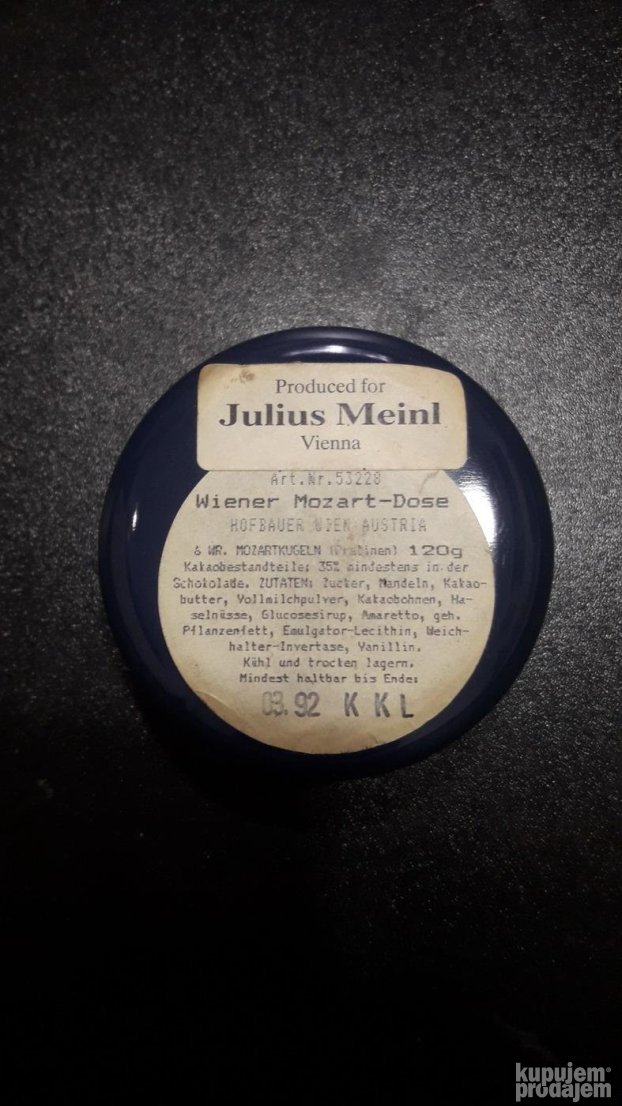 Produced for
Julius Meinl
Vienna
Art.Nr.53228
Wiener Mozart-Dose
HOFBAUER WIEN AUSTRIA
6 WR. MOZARTKUGELN (Pralinen) 120g
Kakaobestandteile: 35% mindestens in der
Schokolade. ZUTATEN: Zucker, Mandeln, Kakao-
butter, Vollmilchpulver, Kakaobohnen, Ha-
selnüsse, Glucosesirup, Amaretto, geh.
Pflanzenfett, Emulgator-Lecithin, Weich-
halter-Invertase, Vanillin.
Kühl und trocken lagern.
Mindest haltbar bis Ende:
03.92 K K L
kupujem
prodajem